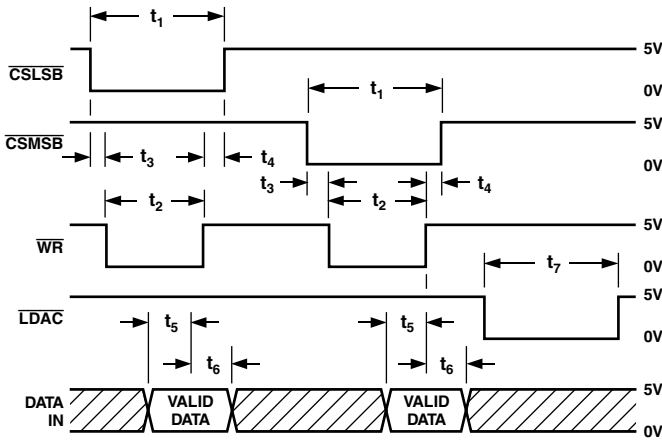 t₁
CSLSB
5V
0V
t₁
CSMSB
5V
0V
t₃
t₄
t₃
t₄
t₂
t₂
WR
5V
0V
t₇
LDAC
5V
0V
t₅
t₅
t₆
t₆
DATA
IN
VALID
DATA
VALID
DATA
5V
0V